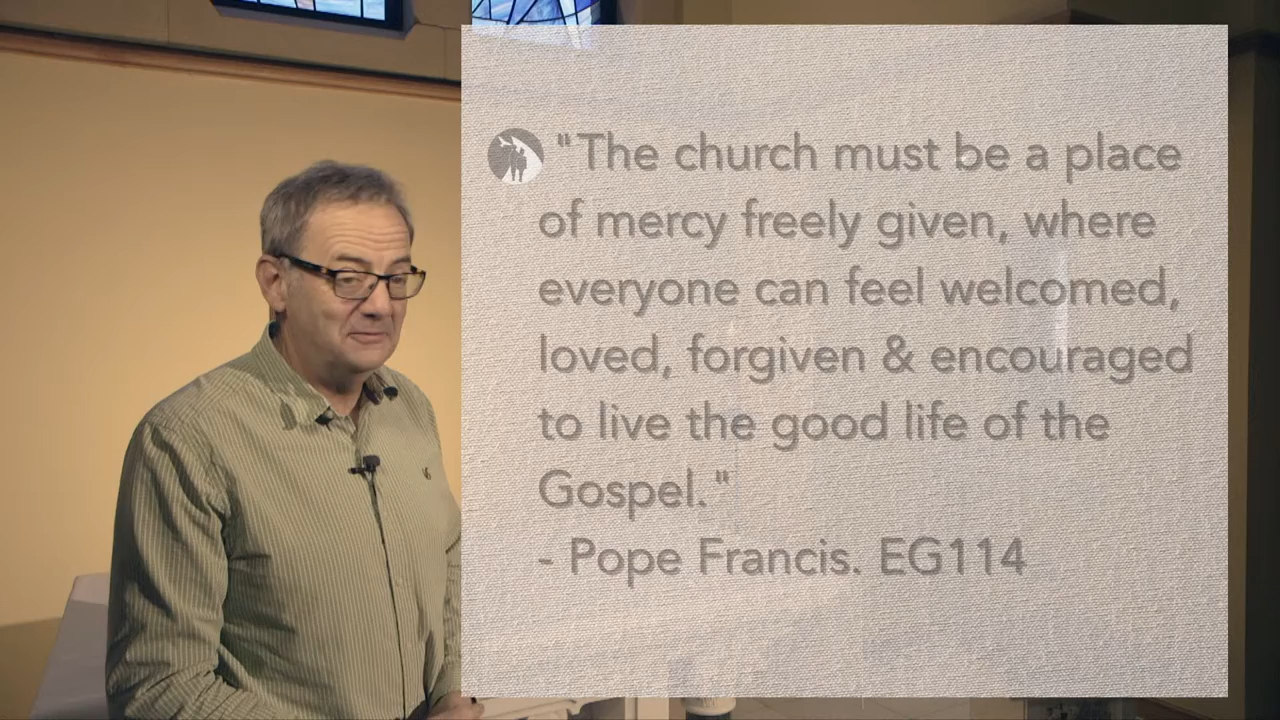 "The church must be a place
of mercy freely given, where
everyone can feel welcomed,
loved, forgiven & encouraged
to live the good life of the
Gospel."
- Pope Francis. EG114